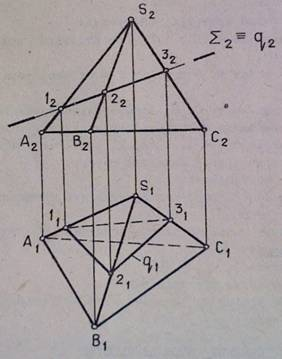 S₂
Σ₂ ≡ q₂
3₂
2₂
1₂
A₂
B₂
C₂
S₁
1₁
3₁
A₁
C₁
2₁
q₁
B₁